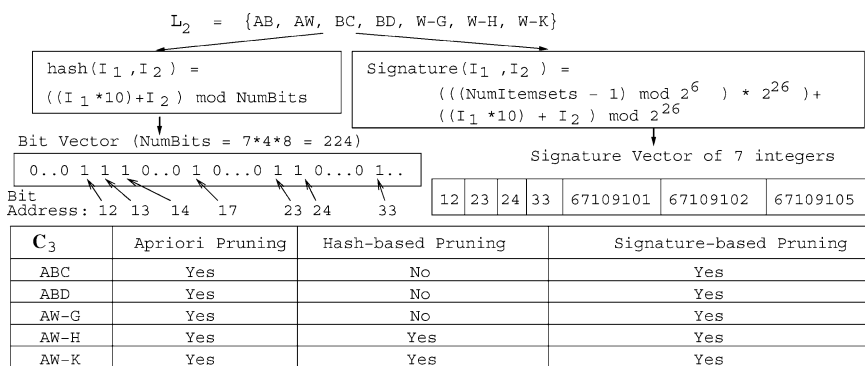 L2 = {AB, AW, BC, BD, W-G, W-H, W-K}
hash(I1 ,I2 ) =
((I1 *10)+I2 ) mod NumBits
Signature(I1 ,I2 ) =
(((NumItemsets - 1) mod 2^6 ) * 2^26 )+
((I1 *10) + I2 ) mod 2^26
Bit Vector (NumBits = 7*4*8 = 224)
0..0 1 1 1 0..0 1 0...0 1 1 0...0 1..
Bit
Address: 12 13 14 17 23 24 33
Signature Vector of 7 integers
12 23 24 33 67109101 67109102 67109105
C3 Apriori Pruning Hash-based Pruning Signature-based Pruning
ABC Yes No Yes
ABD Yes No Yes
AW-G Yes No Yes
AW-H Yes Yes Yes
AW-K Yes Yes Yes